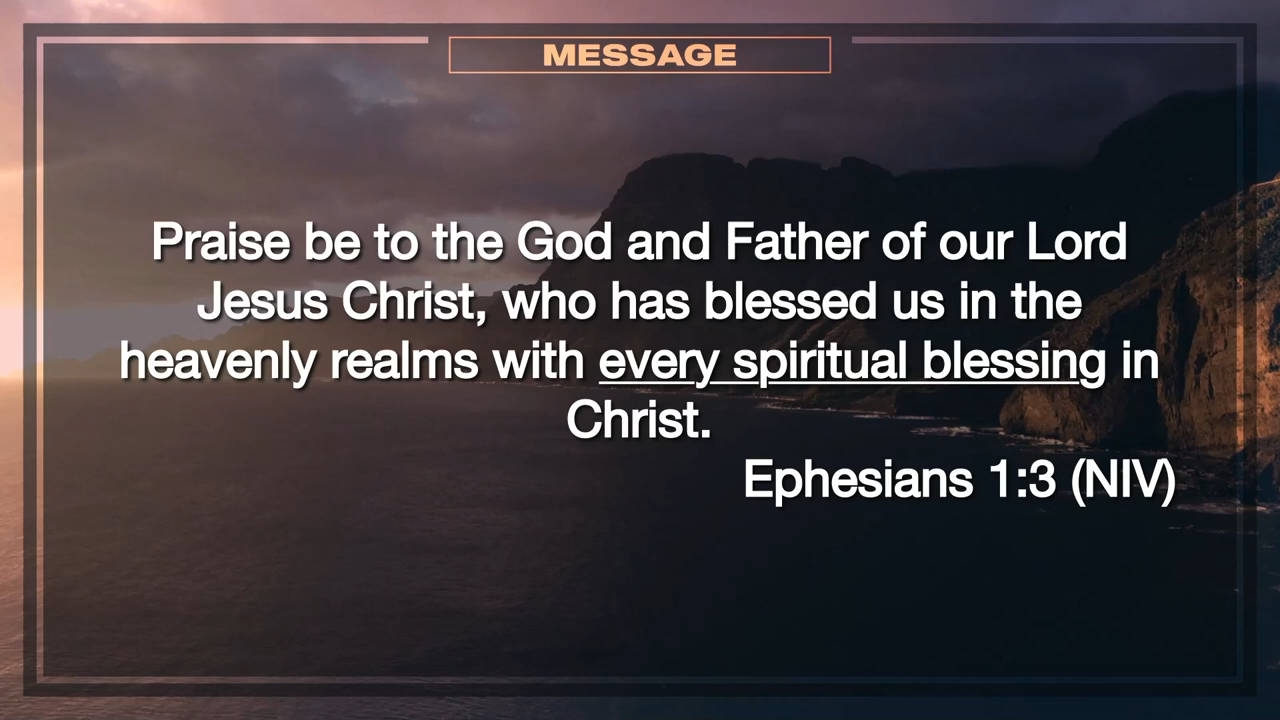 MESSAGE
Praise be to the God and Father of our Lord
Jesus Christ, who has blessed us in the
heavenly realms with every spiritual blessing in
Christ.
Ephesians 1:3 (NIV)